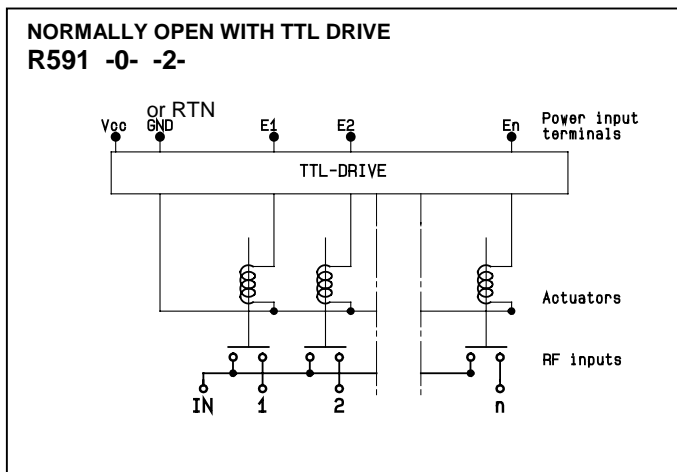 NORMALLY OPEN WITH TTL DRIVE
R591 -0- -2-
or RTN
Vcc GND E1 E2 En Power input
terminals
TTL-DRIVE
Actuators
RF inputs
IN 1 2 n